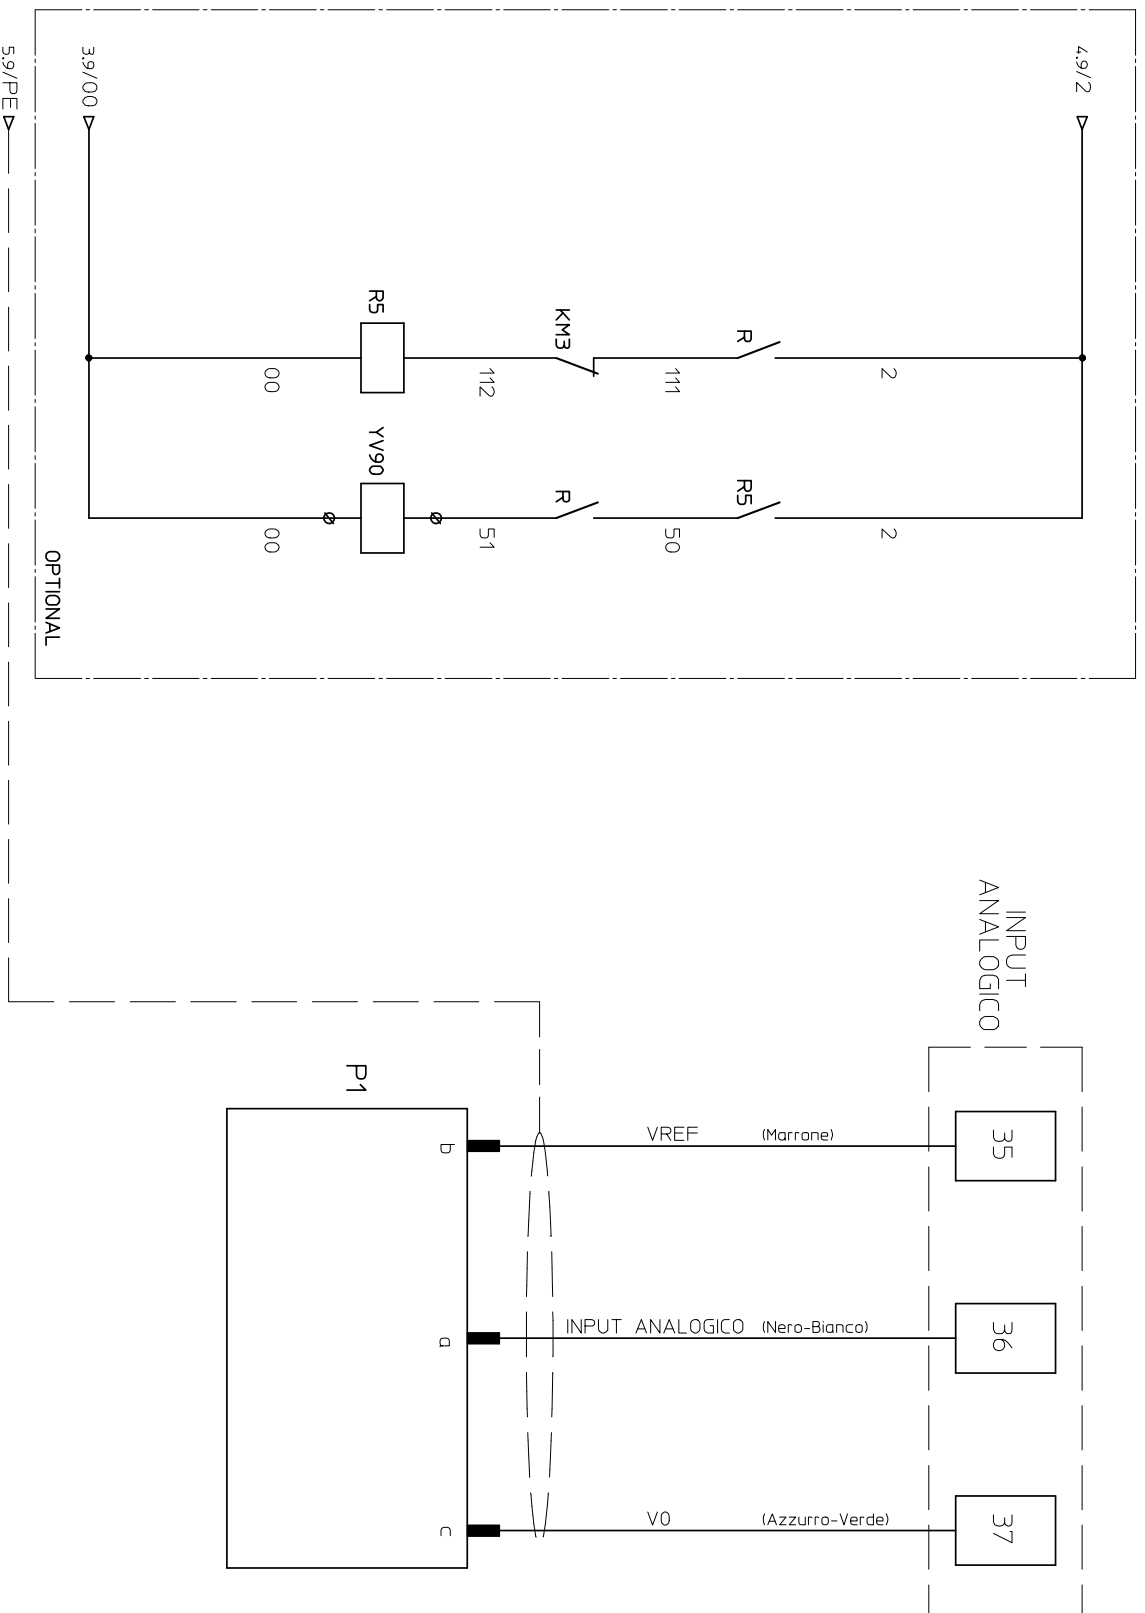 4.9/2
3.9/00
5.9/PE
R
KM3
R5
2
111
112
00
R5
R
YV90
2
50
51
00
OPTIONAL
INPUT
ANALOGICO
35
36
37
VREF (Marrone)
INPUT ANALOGICO (Nero-Bianco)
V0 (Azzurro-Verde)
P1
b
a
c